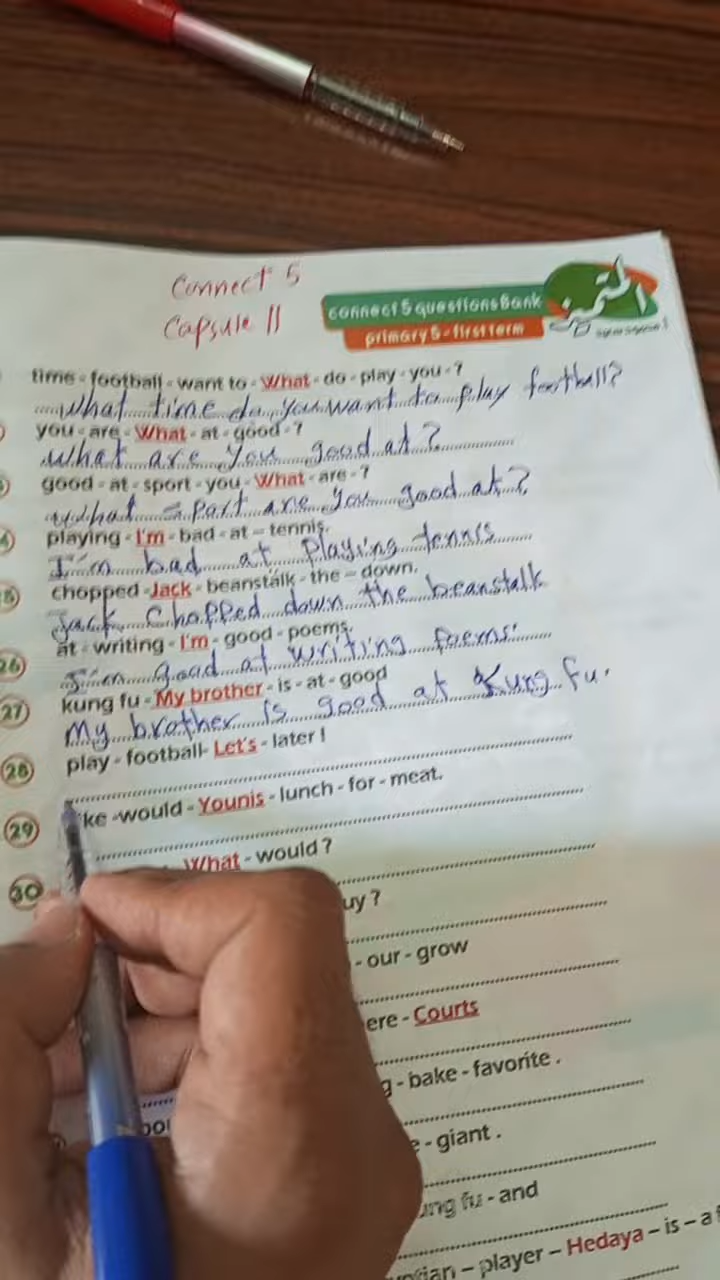 Connect 5
Capsule 11
connect 5 questions Bank
المتميز
primary 5 - first term
time - football - want to - What - do - play - you - ?
What time do you want to play football?
you - are - What - at - good - ?
What are you good at?
good - at - sport - you - What - are - ?
What sport are you good at?
playing - I'm - bad - at - tennis.
I'm bad at playing tennis
chopped - Jack - beanstalk - the - down.
Jack chopped down the beanstalk
at - writing - I'm - good - poems.
26
I'm good at writing poems.
27
kung fu - My brother - is - at - good
My brother is good at kung fu.
28
play - football - Let's - later !
29
ke - would - Younis - lunch - for - meat.
30
What - would ?
uy ?
- our - grow
ere - Courts
g - bake - favorite .
e - giant .
ung fu - and
player - Hedaya - is - a